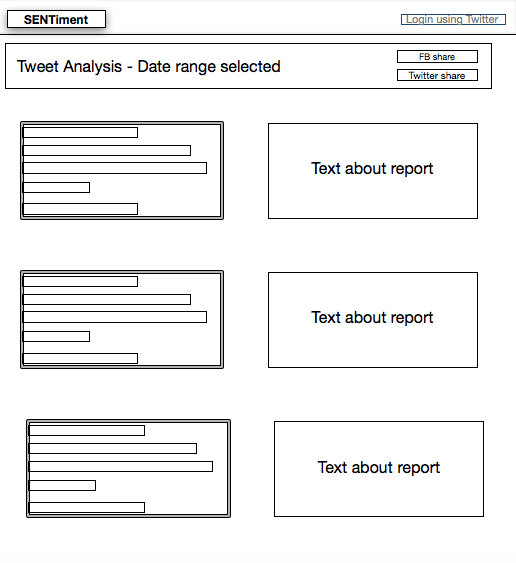 SENTiment
Login using Twitter
Tweet Analysis - Date range selected
FB share
Twitter share
Text about report
Text about report
Text about report